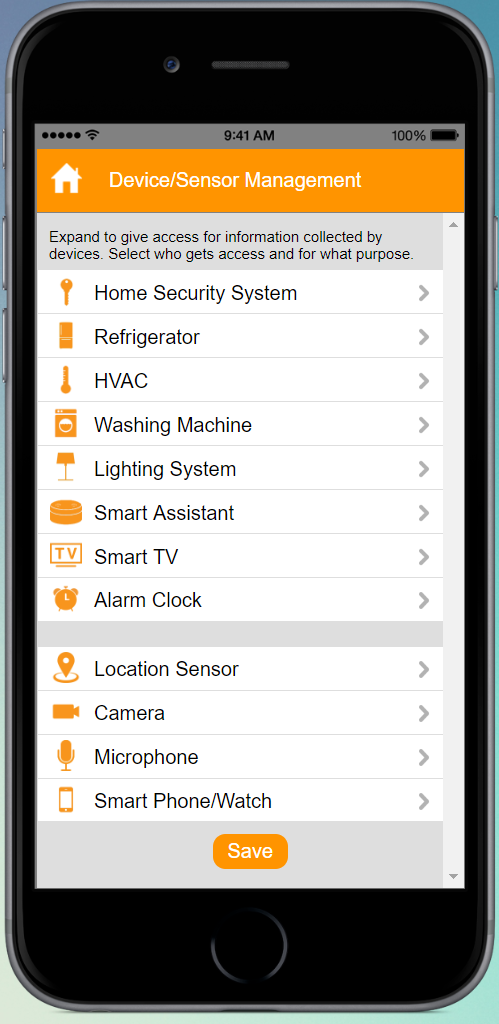 9:41 AM
100%
Device/Sensor Management
Expand to give access for information collected by
devices. Select who gets access and for what purpose.
Home Security System
Refrigerator
HVAC
Washing Machine
Lighting System
Smart Assistant
TV
Smart TV
Alarm Clock
Location Sensor
Camera
Microphone
Smart Phone/Watch
Save